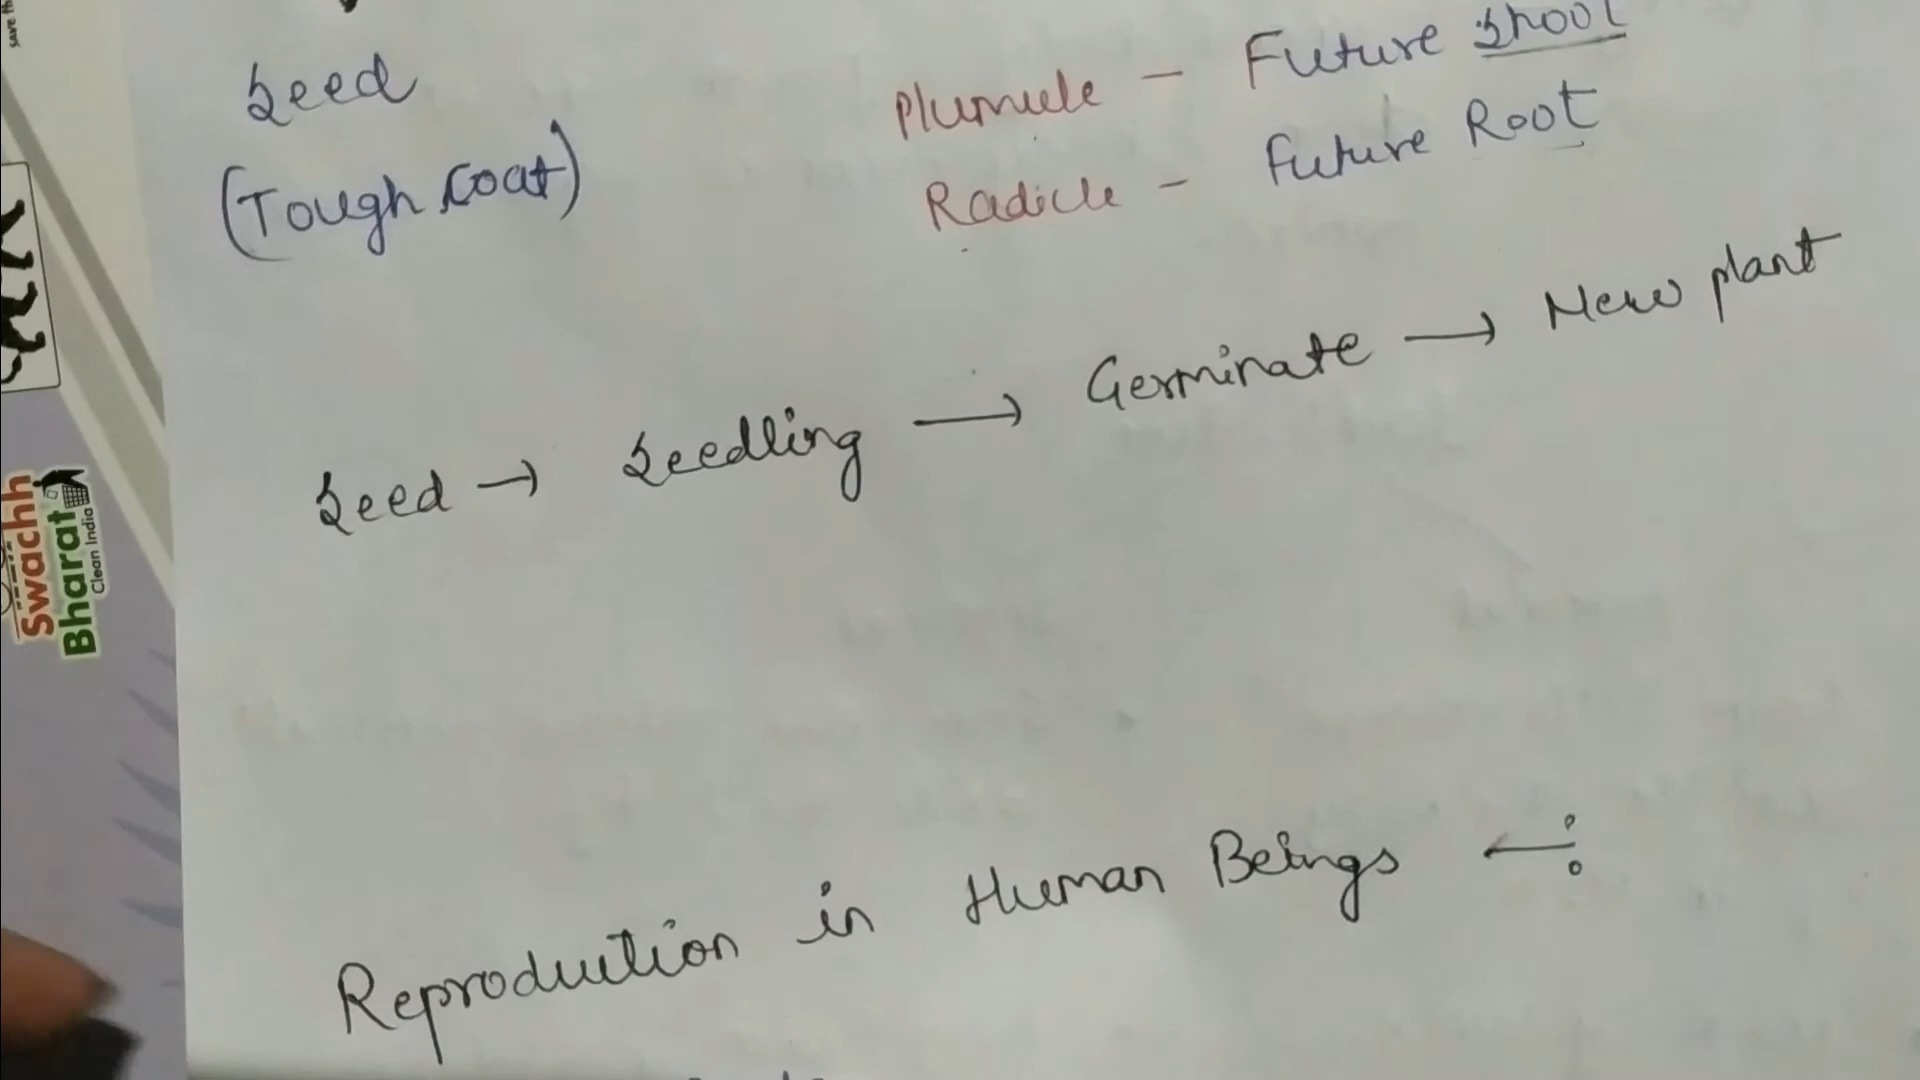 Seed
(Tough coat)
Plumule - Future Shoot
Radicle - Future Root
Seed → Seedling → Germinate → New plant
Reproduction in Human Beings
Swachh
Bharat
Clean India